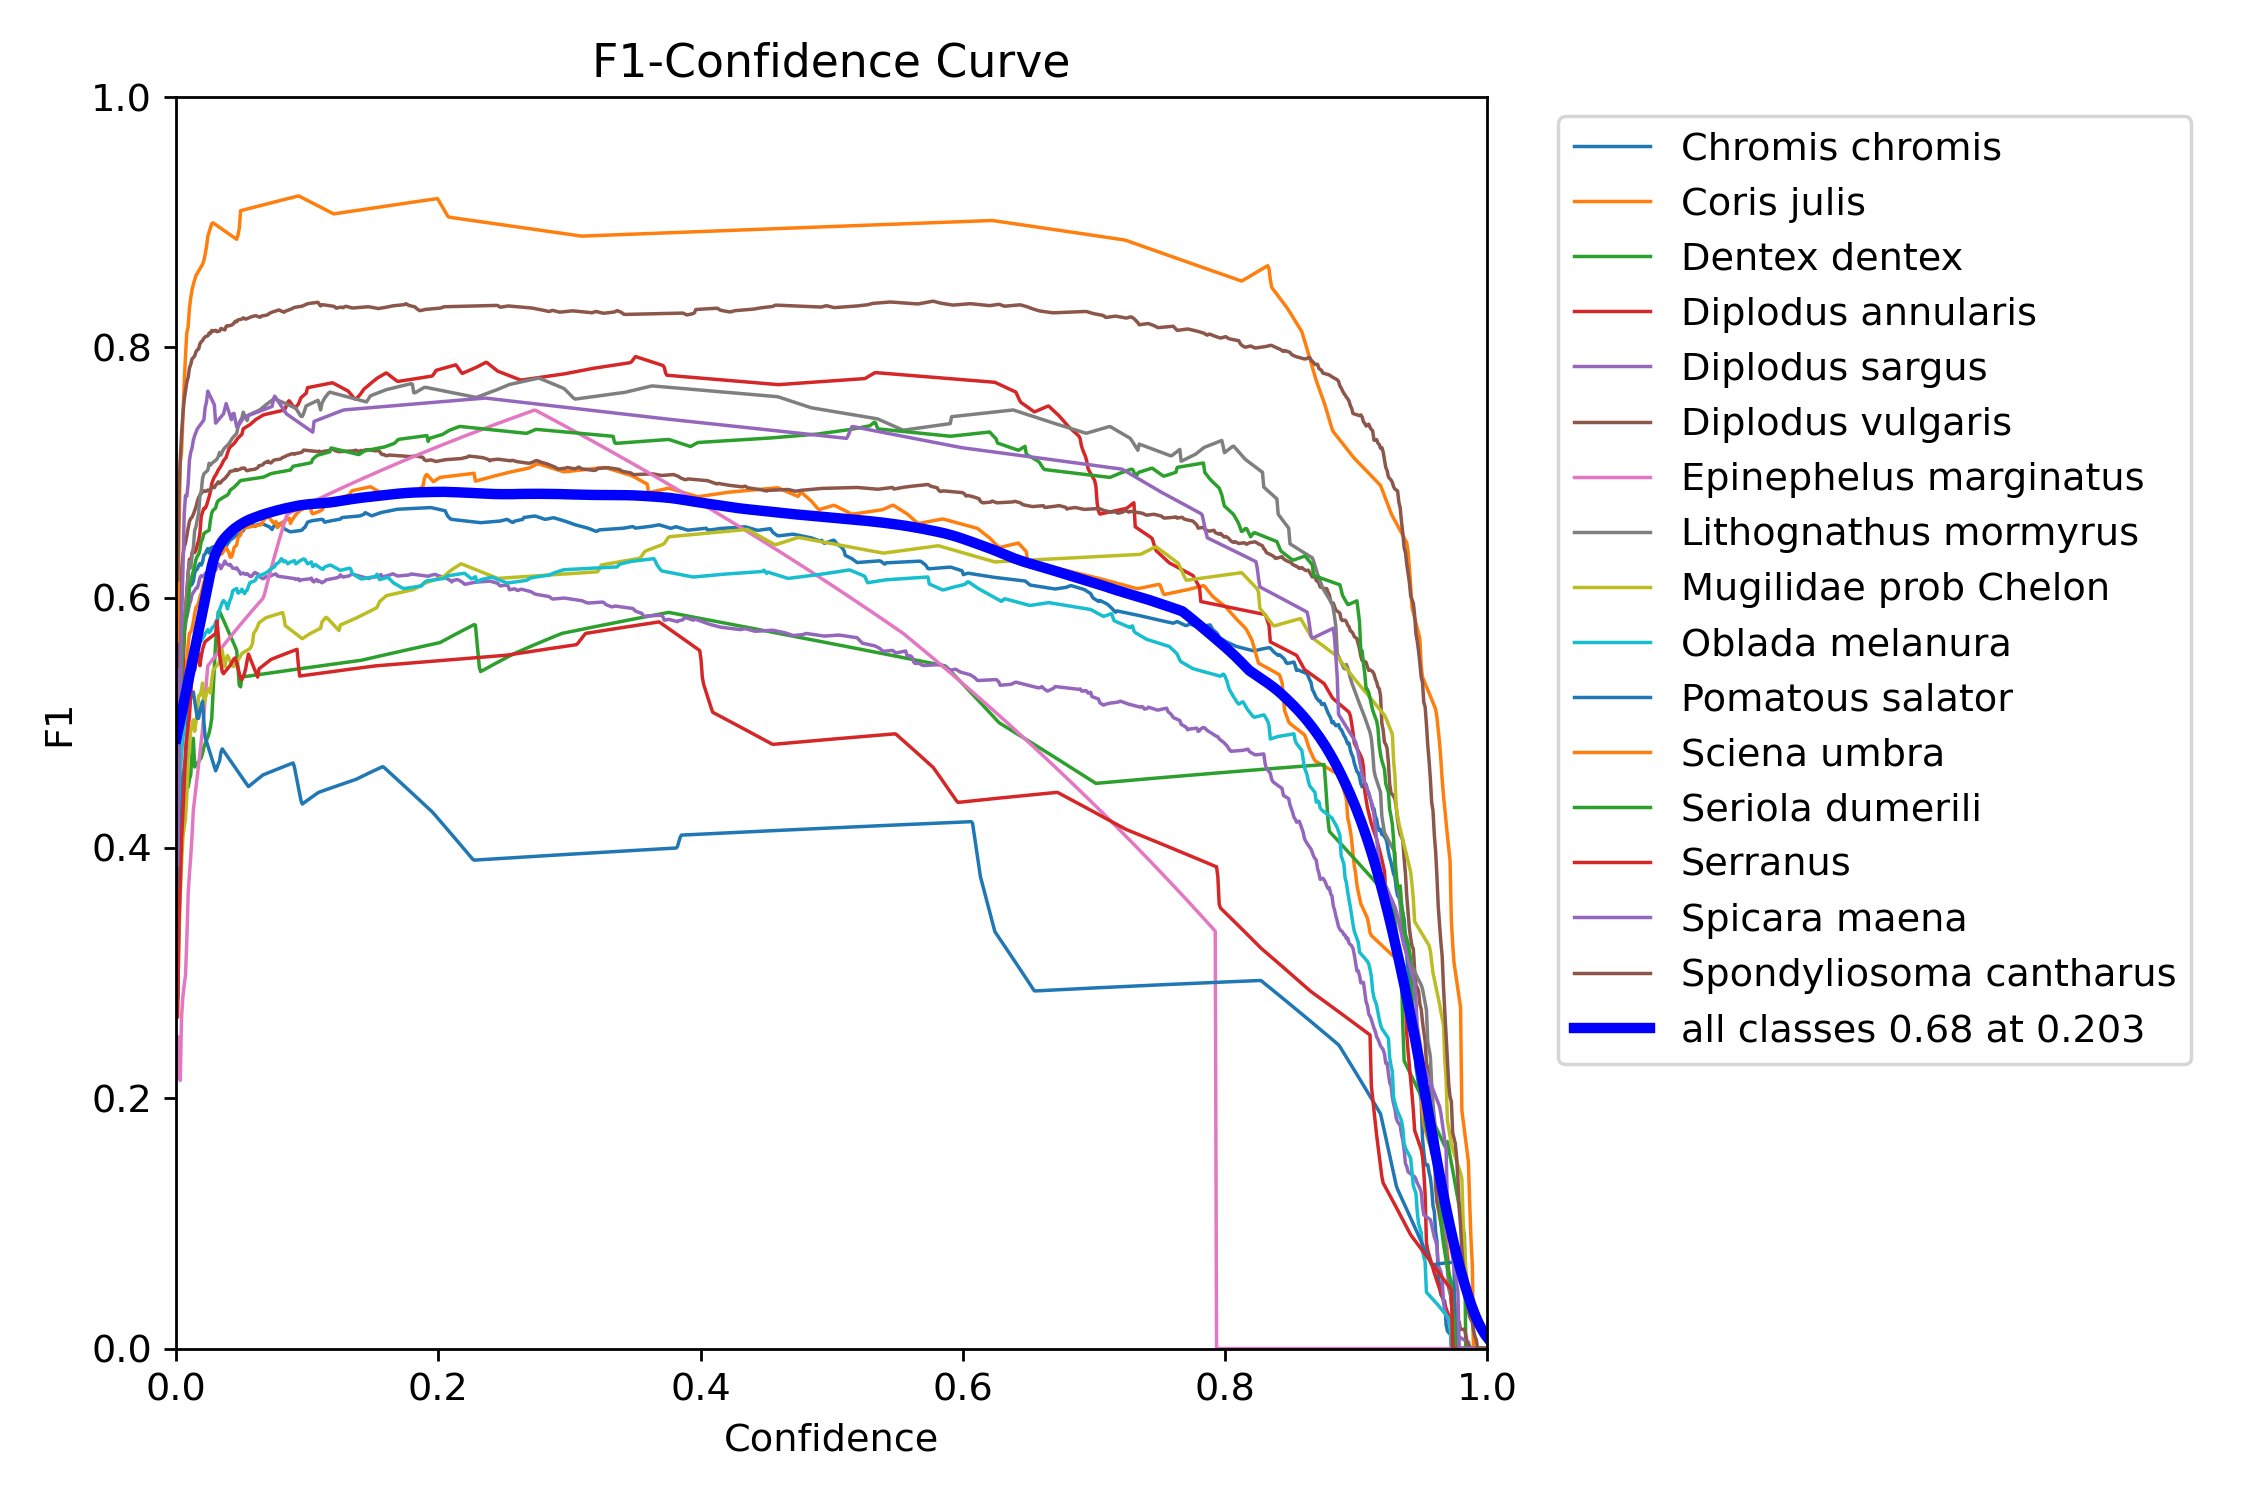 F1-Confidence Curve
1.0
0.8
0.6
0.4
0.2
0.0
F1
0.0 0.2 0.4 0.6 0.8 1.0
Confidence
Chromis chromis
Coris julis
Dentex dentex
Diplodus annularis
Diplodus sargus
Diplodus vulgaris
Epinephelus marginatus
Lithognathus mormyrus
Mugilidae prob Chelon
Oblada melanura
Pomatous salator
Sciena umbra
Seriola dumerili
Serranus
Spicara maena
Spondyliosoma cantharus
all classes 0.68 at 0.203